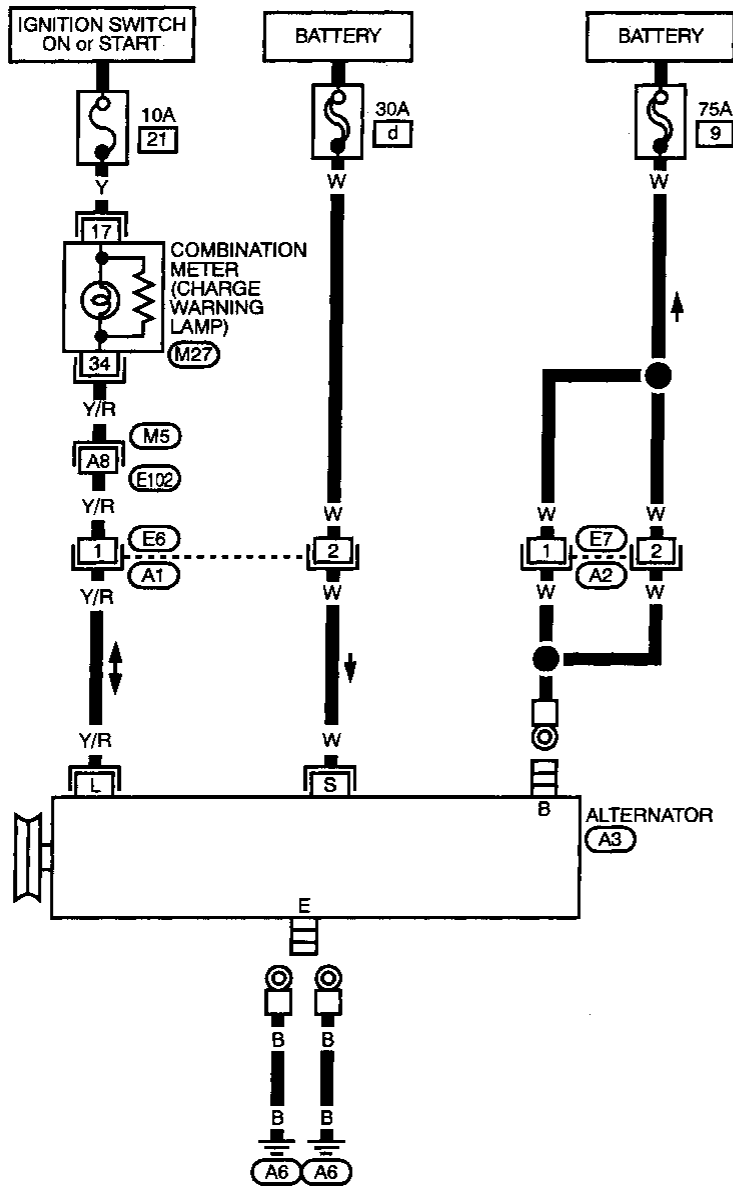 IGNITION SWITCH
ON or START
BATTERY
BATTERY
10A
21
30A
d
75A
9
Y
W
W
17
COMBINATION
METER
(CHARGE
WARNING
LAMP)
M27
34
Y/R
M5
A8
E102
Y/R
W
W
W
1
E6
2
1
E7
2
A1
A2
Y/R
W
W
W
Y/R
W
L
S
B
ALTERNATOR
A3
E
B
B
B
B
A6
A6